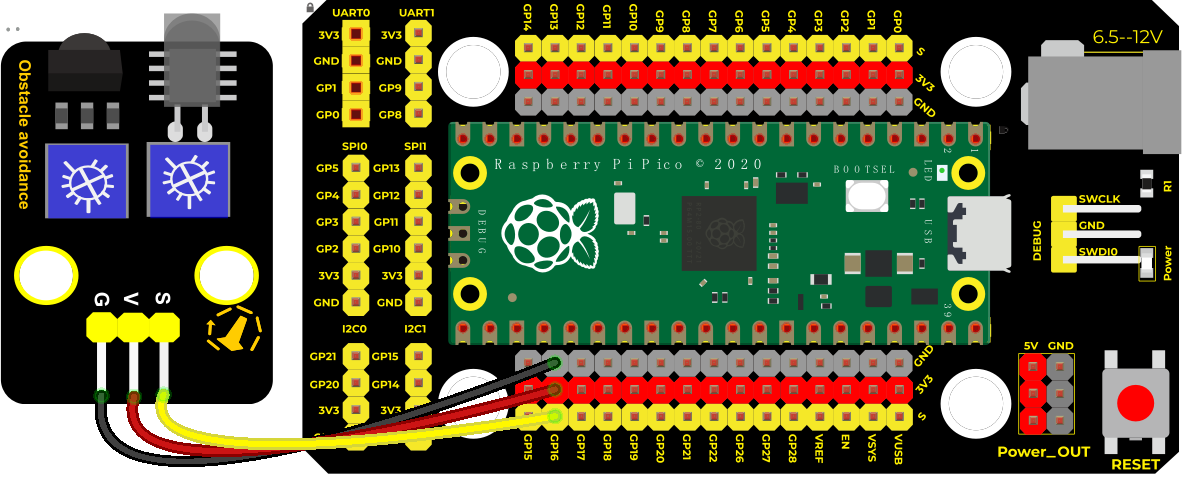 Obstacle avoidance
G V S
UART0 UART1
3V3 3V3
GND GND
GP1 GP9
GP0 GP8
SPI0 SPI1
GP5 GP13
GP4 GP12
GP3 GP11
GP2 GP10
3V3 3V3
GND GND
I2C0 I2C1
GP21 GP15
GP20 GP14
3V3 3V3
GP14 GP13 GP12 GP11 GP10 GP9 GP8 GP7 GP6 GP5 GP4 GP3 GP2 GP1 GP0
S
3V3
GND
Raspberry Pi Pico © 2020
BOOTSEL
LED
2
1
DEBUG
USB
39
GND
3V3
S
GP15 GP16 GP17 GP18 GP19 GP20 GP21 GP22 GP26 GP27 GP28 VREF EN VSYS VUSB
6.5--12V
R1
DEBUG
SWCLK
GND
SWDI0
Power
5V GND
Power_OUT
RESET